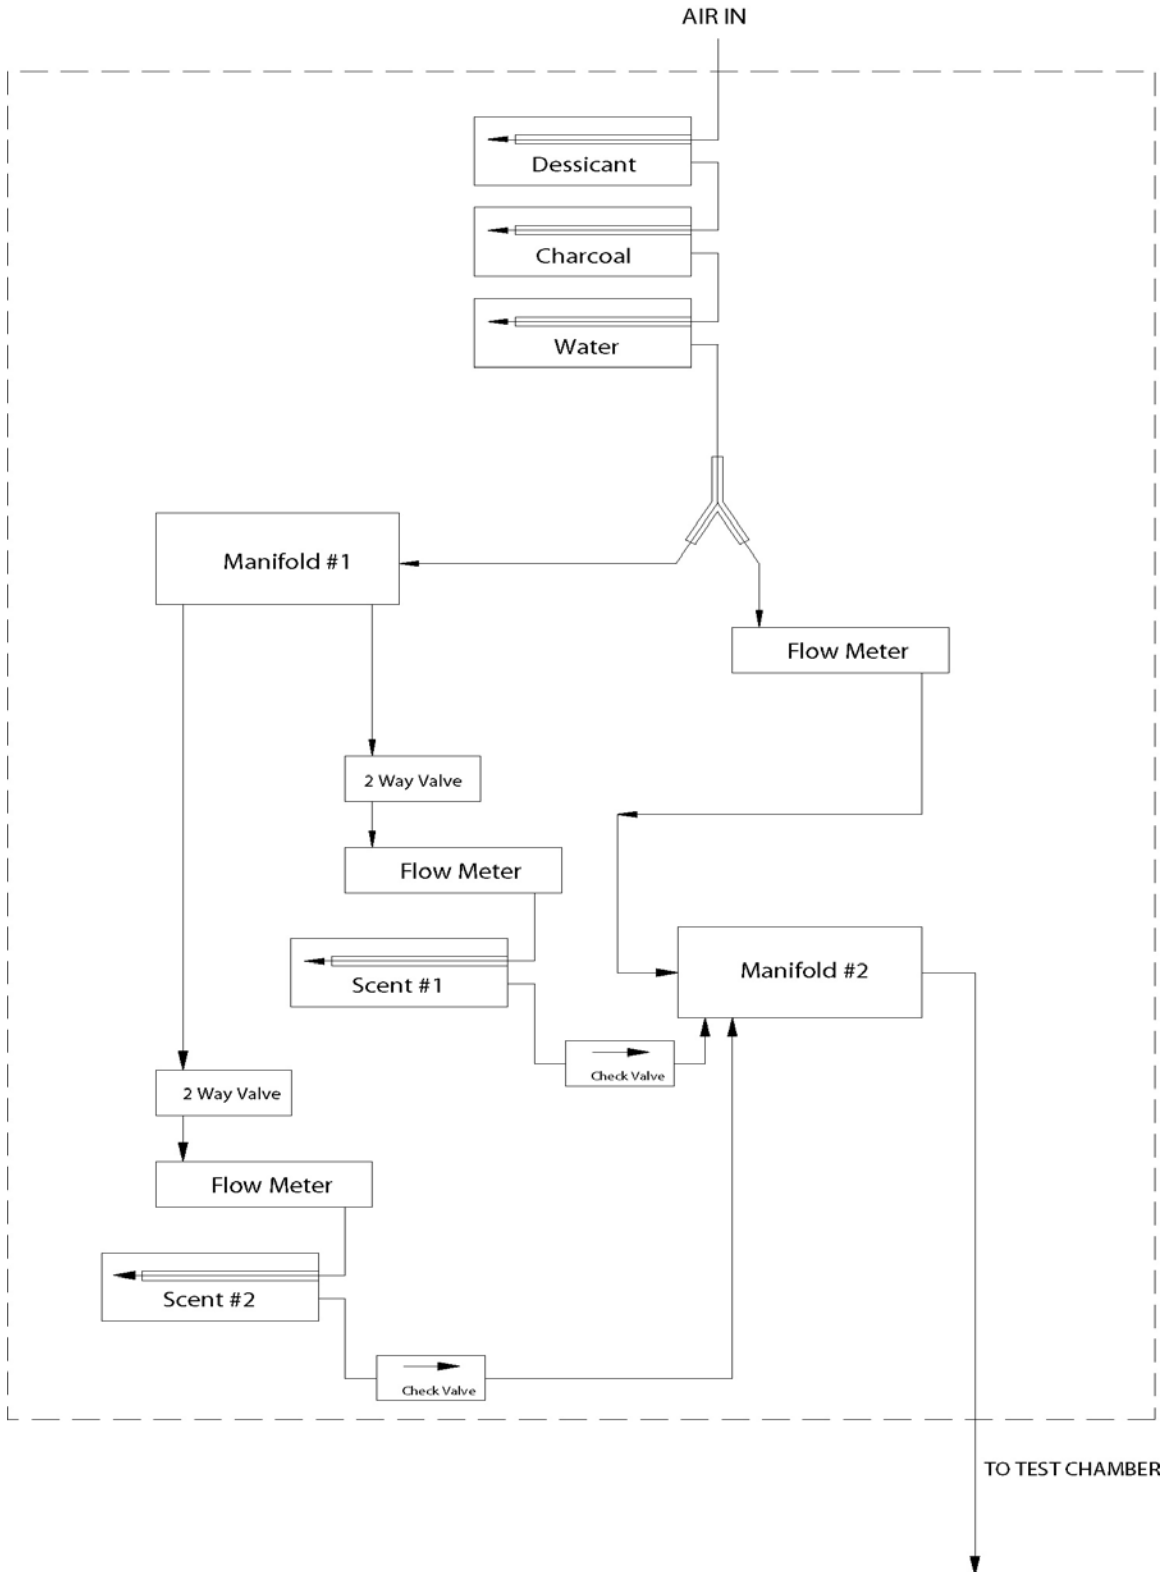 AIR IN
Dessicant
Charcoal
Water
Manifold #1
Flow Meter
2 Way Valve
Flow Meter
Manifold #2
Scent #1
Check Valve
2 Way Valve
Flow Meter
Scent #2
Check Valve
TO TEST CHAMBER